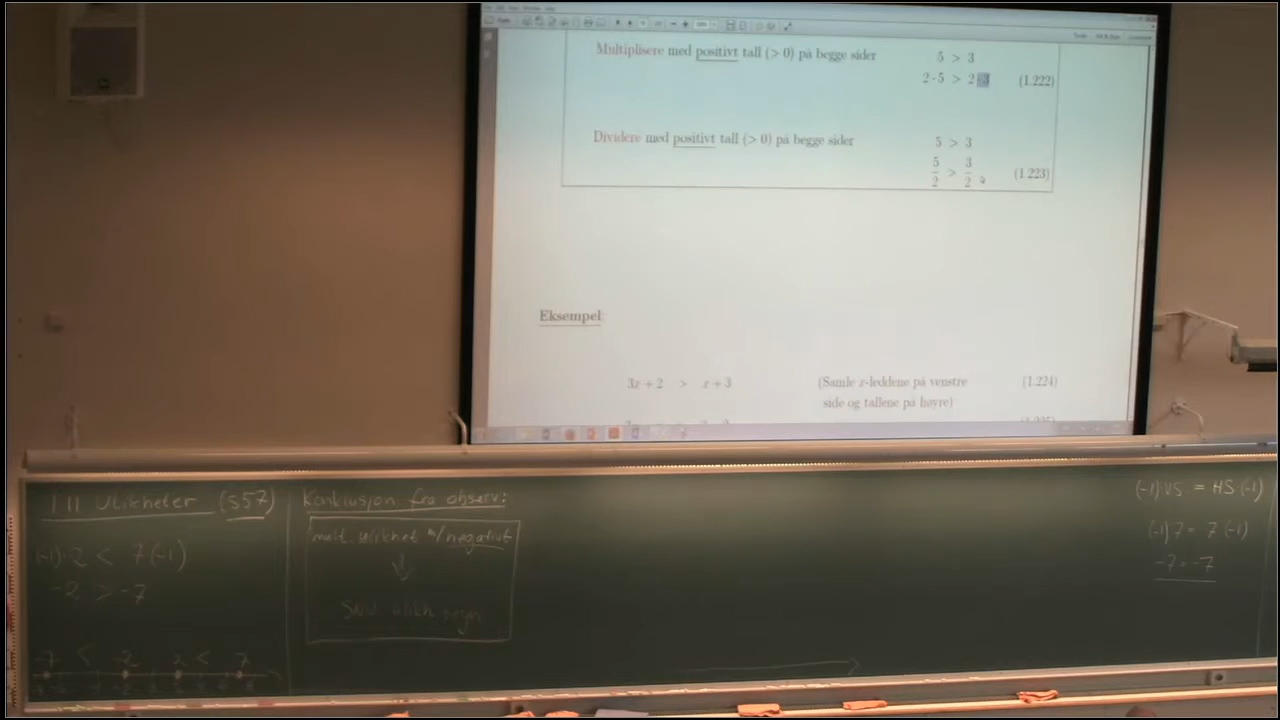 Multiplisere med positivt tall (> 0) på begge sider
5 > 3
2 · 5 > 2 · 3 (1.222)
Dividere med positivt tall (> 0) på begge sider
5 > 3
5/2 > 3/2 (1.223)
Eksempel:
3x + 2 > x + 3 (Samle x-leddene på venstre (1.224)
side og tallene på høyre)
1.11 Ulikheter (S57)
(-1)·2 < 7(-1)
-2 > -7
-7 < -2 2 < 7
Konklusjon fra observ:
mult. ulikhet m/negativt
↓
SNU ulikh.tegn
(-1)·VS = HS·(-1)
(-1)7 = 7(-1)
-7 = -7